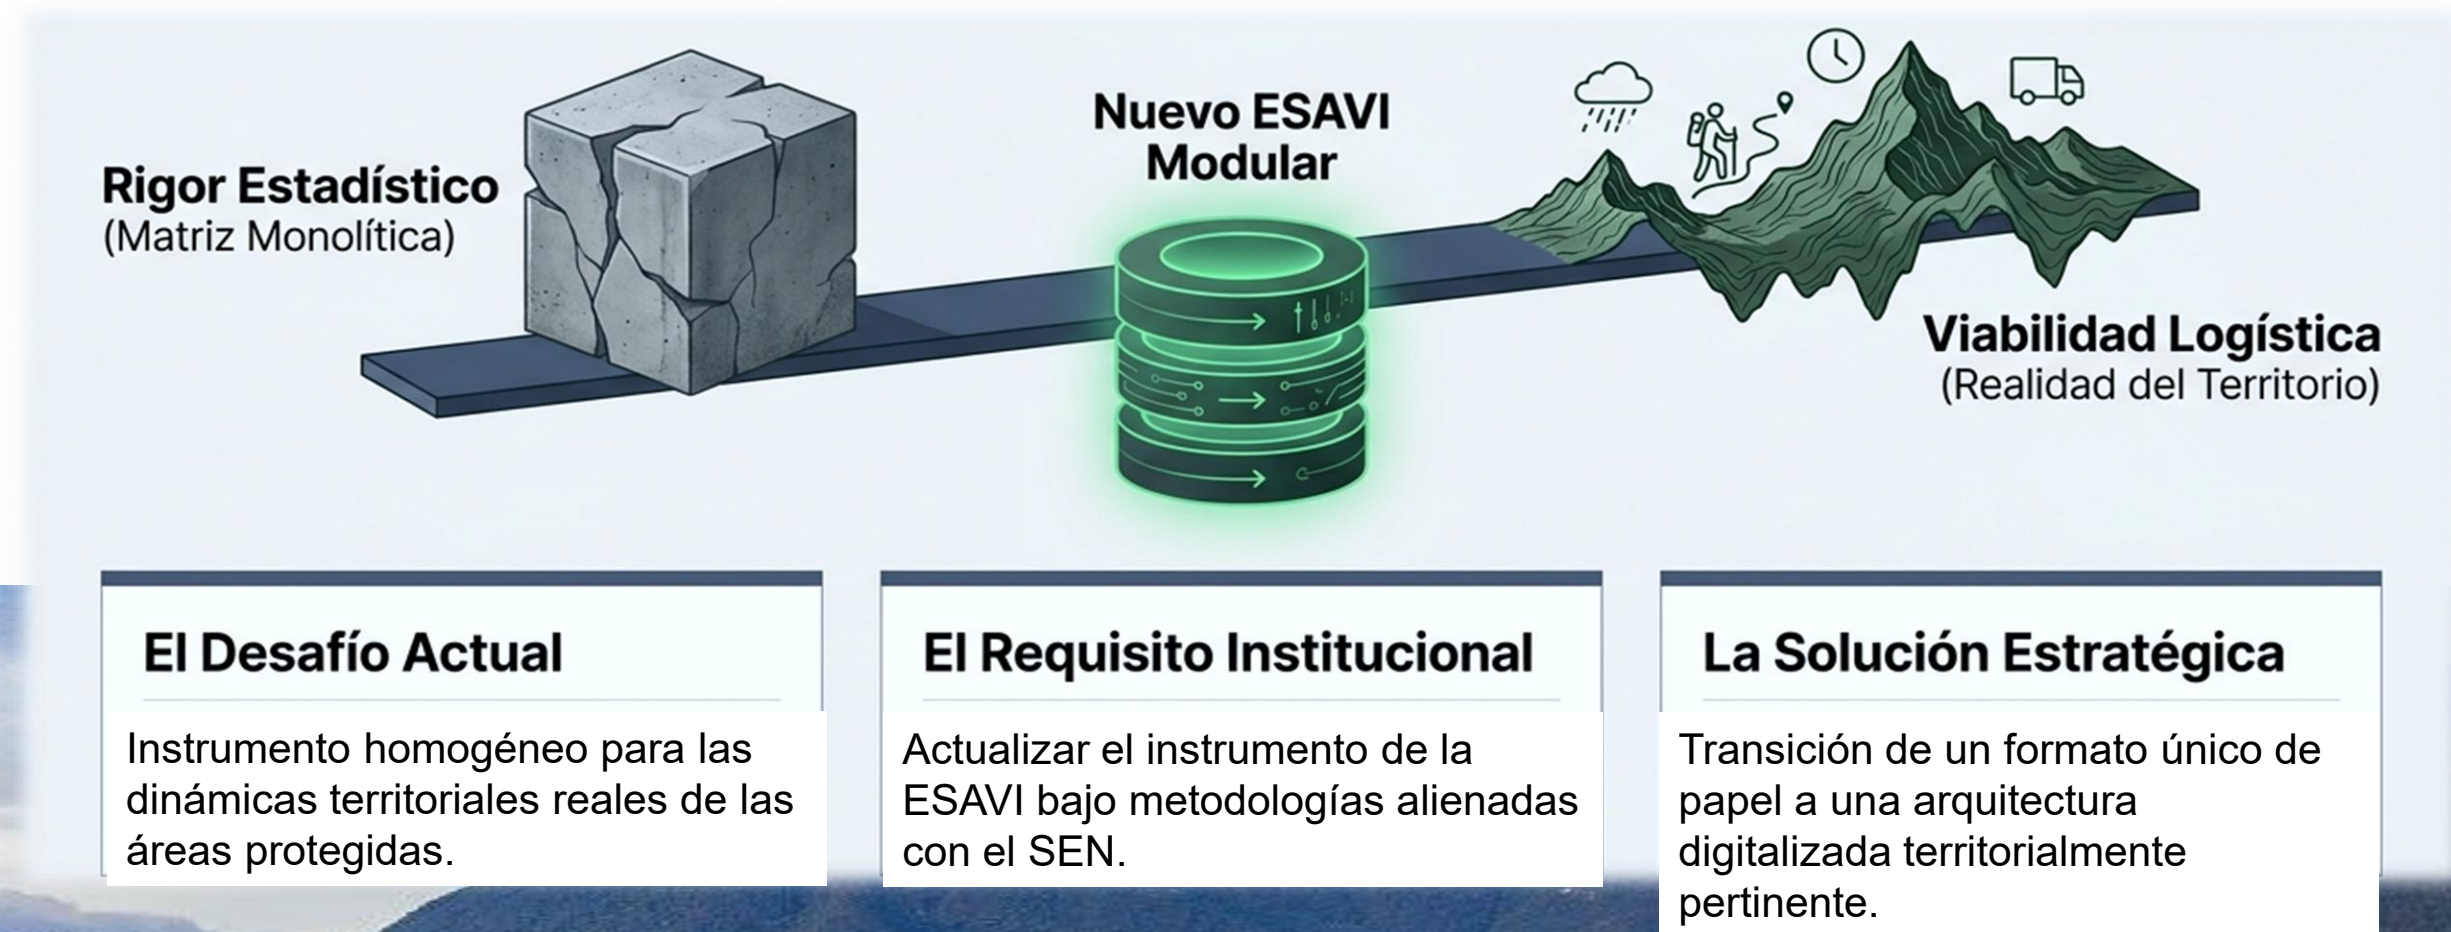 Rigor Estadístico
(Matriz Monolítica)
Nuevo ESAVI
Modular
Viabilidad Logística
(Realidad del Territorio)
El Desafío Actual
Instrumento homogéneo para las
dinámicas territoriales reales de las
áreas protegidas.
El Requisito Institucional
Actualizar el instrumento de la
ESAVI bajo metodologías alienadas
con el SEN.
La Solución Estratégica
Transición de un formato único de
papel a una arquitectura
digitalizada territorialmente
pertinente.